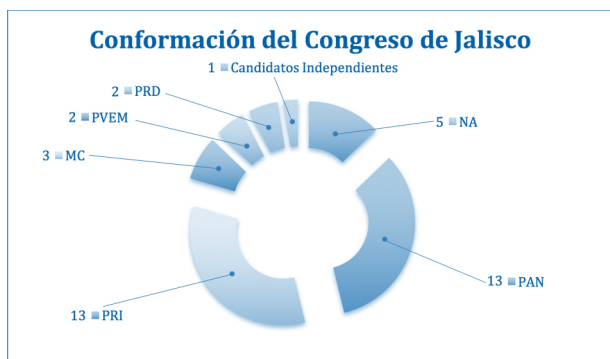 Conformación del Congreso de Jalisco
1 Candidatos Independientes
2 PRD
2 PVEM
5 NA
3 MC
13 PAN
13 PRI